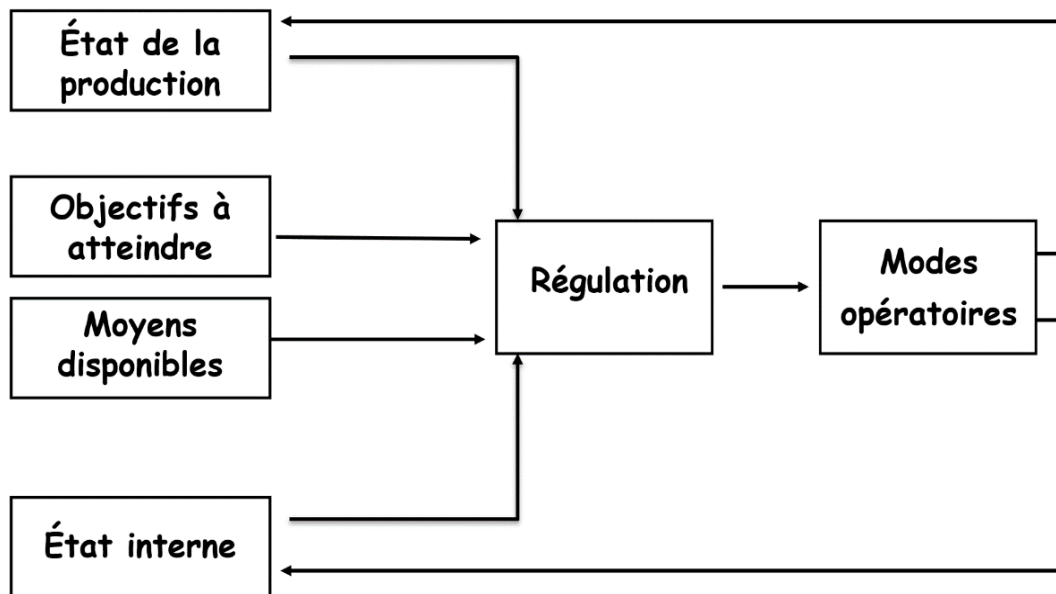 État de la
production
Objectifs à
atteindre
Moyens
disponibles
État interne
Régulation
Modes
opératoires